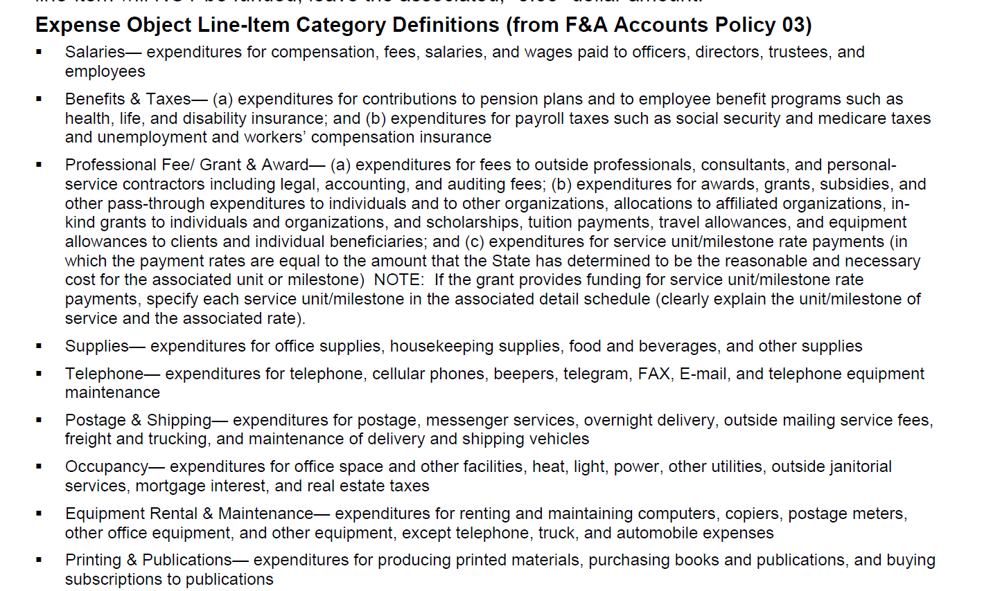 Expense Object Line-Item Category Definitions (from F&A Accounts Policy 03)
▪ Salaries— expenditures for compensation, fees, salaries, and wages paid to officers, directors, trustees, and
employees
▪ Benefits & Taxes— (a) expenditures for contributions to pension plans and to employee benefit programs such as
health, life, and disability insurance; and (b) expenditures for payroll taxes such as social security and medicare taxes
and unemployment and workers’ compensation insurance
▪ Professional Fee/ Grant & Award— (a) expenditures for fees to outside professionals, consultants, and personal-
service contractors including legal, accounting, and auditing fees; (b) expenditures for awards, grants, subsidies, and
other pass-through expenditures to individuals and to other organizations, allocations to affiliated organizations, in-
kind grants to individuals and organizations, and scholarships, tuition payments, travel allowances, and equipment
allowances to clients and individual beneficiaries; and (c) expenditures for service unit/milestone rate payments (in
which the payment rates are equal to the amount that the State has determined to be the reasonable and necessary
cost for the associated unit or milestone)  NOTE:  If the grant provides funding for service unit/milestone rate
payments, specify each service unit/milestone in the associated detail schedule (clearly explain the unit/milestone of
service and the associated rate).
▪ Supplies— expenditures for office supplies, housekeeping supplies, food and beverages, and other supplies
▪ Telephone— expenditures for telephone, cellular phones, beepers, telegram, FAX, E-mail, and telephone equipment
maintenance
▪ Postage & Shipping— expenditures for postage, messenger services, overnight delivery, outside mailing service fees,
freight and trucking, and maintenance of delivery and shipping vehicles
▪ Occupancy— expenditures for office space and other facilities, heat, light, power, other utilities, outside janitorial
services, mortgage interest, and real estate taxes
▪ Equipment Rental & Maintenance— expenditures for renting and maintaining computers, copiers, postage meters,
other office equipment, and other equipment, except telephone, truck, and automobile expenses
▪ Printing & Publications— expenditures for producing printed materials, purchasing books and publications, and buying
subscriptions to publications